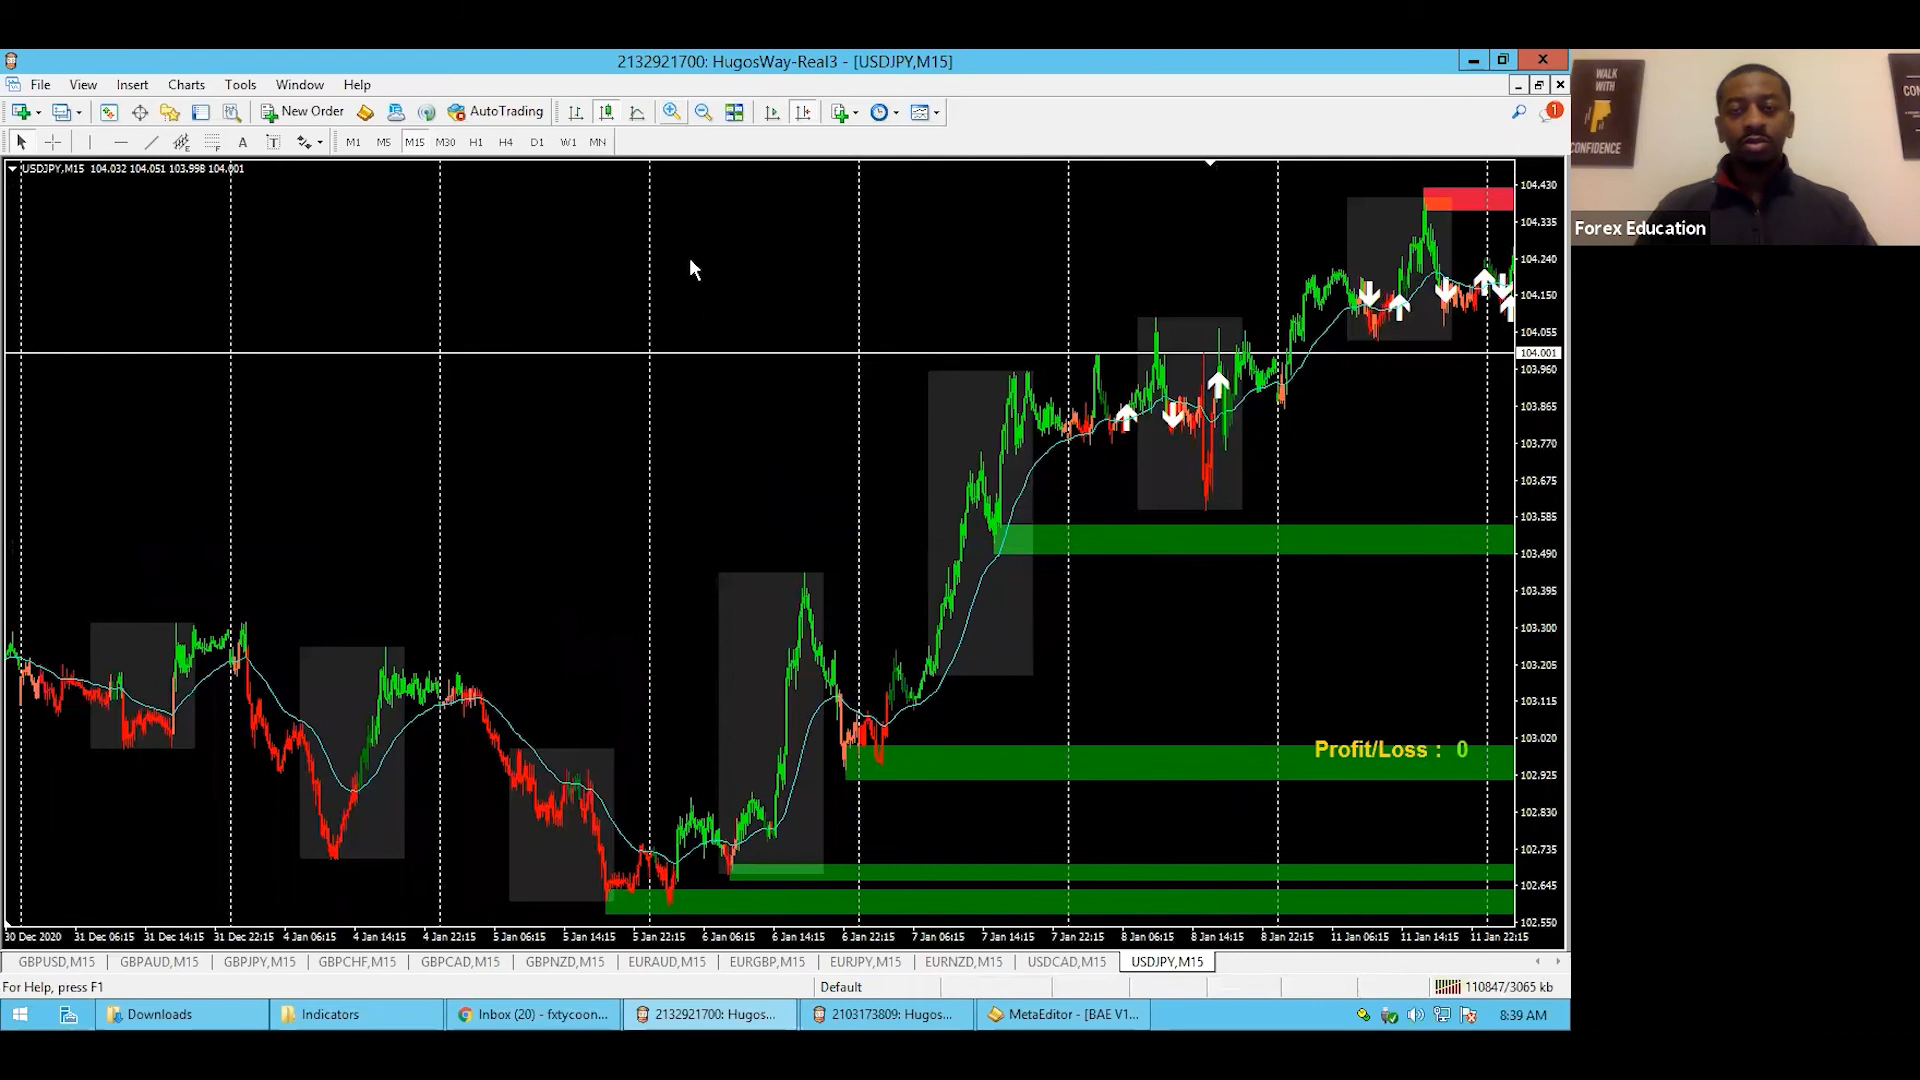 2132921700: HugosWay-Real3 - [USDJPY,M15]
File View Insert Charts Tools Window Help
New Order AutoTrading 1
M1 M5 M15 M30 H1 H4 D1 W1 MN
USDJPY,M15 104.032 104.051 103.998 104.001
104.430
104.335
104.240
104.150
104.055
104.001
103.960
103.865
103.770
103.675
103.585
103.490
103.395
103.300
103.205
103.115
103.020
102.925
102.830
102.735
102.645
102.550
Profit/Loss : 0
30 Dec 2020 31 Dec 06:15 31 Dec 14:15 31 Dec 22:15 4 Jan 06:15 4 Jan 14:15 4 Jan 22:15 5 Jan 06:15 5 Jan 14:15 5 Jan 22:15 6 Jan 06:15 6 Jan 14:15 6 Jan 22:15 7 Jan 06:15 7 Jan 14:15 7 Jan 22:15 8 Jan 06:15 8 Jan 14:15 8 Jan 22:15 11 Jan 06:15 11 Jan 14:15 11 Jan 22:15
GBPUSD,M15 GBPAUD,M15 GBPJPY,M15 GBPCHF,M15 GBPCAD,M15 GBPNZD,M15 EURAUD,M15 EURGBP,M15 EURJPY,M15 EURNZD,M15 USDCAD,M15 USDJPY,M15
For Help, press F1 Default 110847/3065 kb
Downloads Indicators Inbox (20) - fxtycoon... 2132921700: Hugos... 2103173809: Hugos... MetaEditor - [BAE V1... 8:39 AM
WALK
WITH
CONFIDENCE
CON
Forex Education